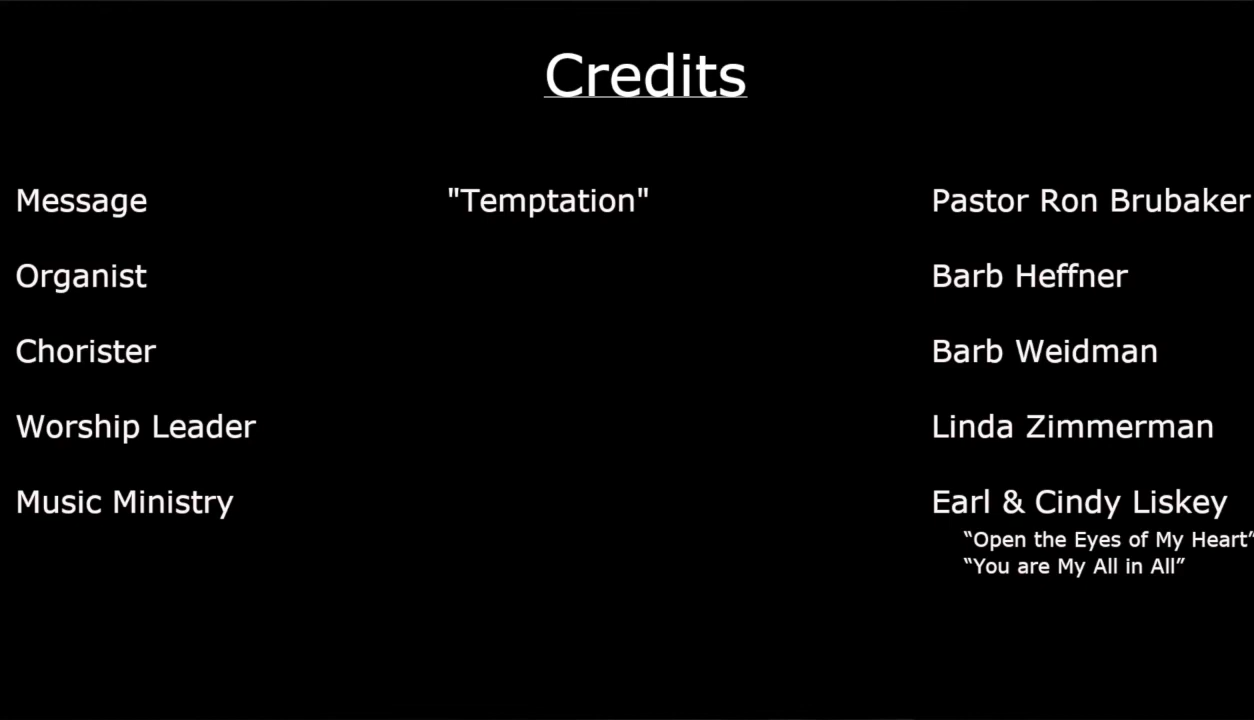 Credits
Message "Temptation" Pastor Ron Brubaker
Organist Barb Heffner
Chorister Barb Weidman
Worship Leader Linda Zimmerman
Music Ministry Earl & Cindy Liskey
“Open the Eyes of My Heart”
“You are My All in All”